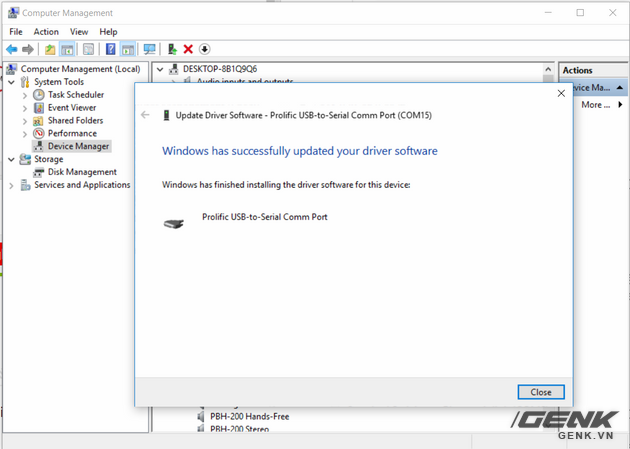 Computer Management
File Action View Help
Computer Management (Local)
System Tools
Task Scheduler
Event Viewer
Shared Folders
Performance
Device Manager
Storage
Disk Management
Services and Applications
DESKTOP-8B1Q9Q6
Audio inputs and outputs
Actions
vice Ma...
More ...
Update Driver Software - Prolific USB-to-Serial Comm Port (COM15)
Windows has successfully updated your driver software
Windows has finished installing the driver software for this device:
Prolific USB-to-Serial Comm Port
Close
PBH-200 Hands-Free
PBH-200 Stereo
GENK
GENK.VN